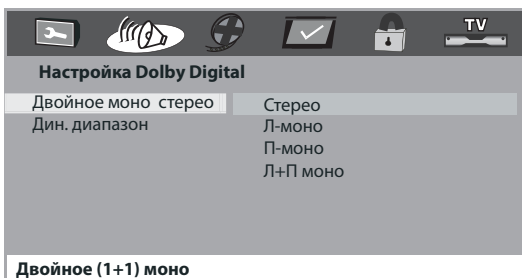 TV
Настройка Dolby Digital
Двойное моно стерео Стерео
Дин. диапазон Л-моно
П-моно
Л+П моно
Двойное (1+1) моно